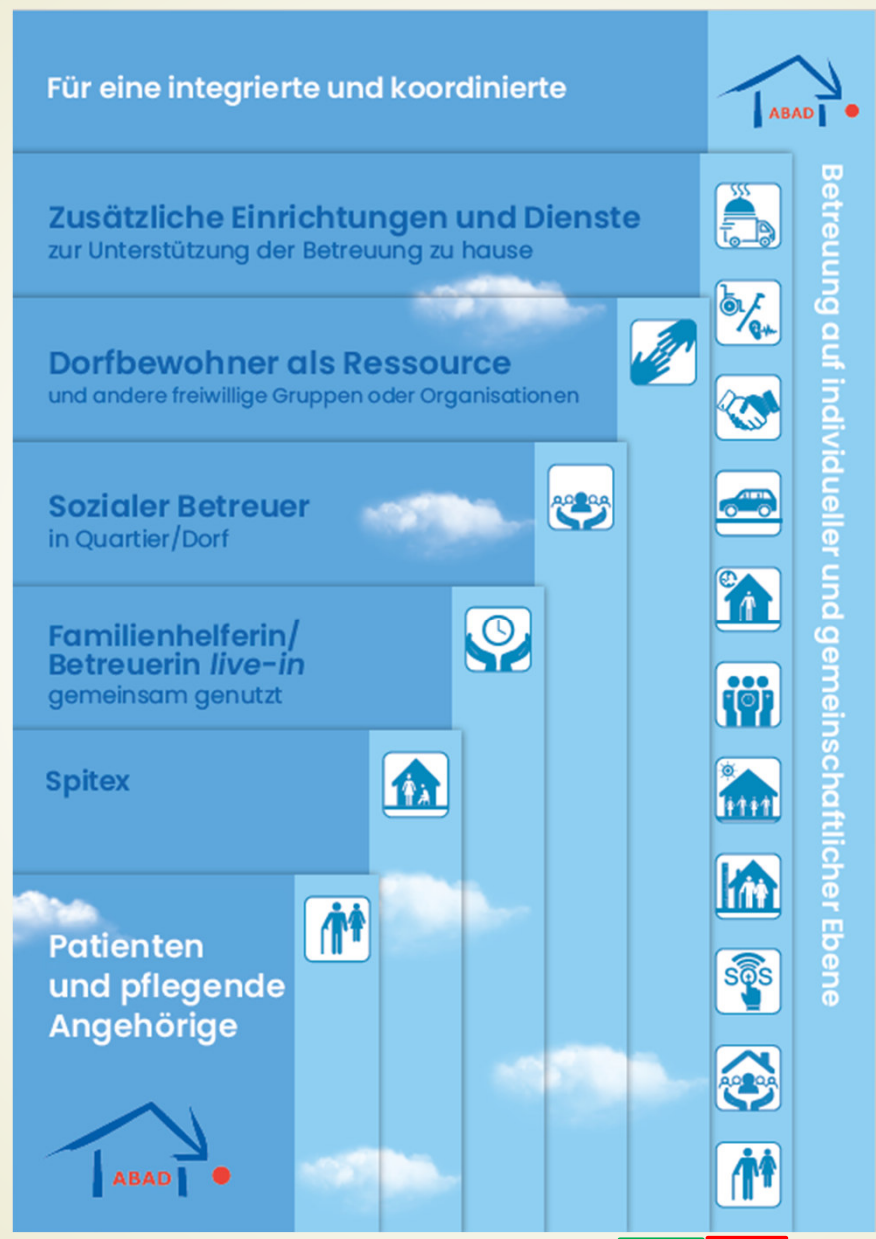 Für eine integrierte und koordinierte
ABAD
Betreuung auf individueller und gemeinschaftlicher Ebene
Zusätzliche Einrichtungen und Dienste
zur Unterstützung der Betreuung zu hause
Dorfbewohner als Ressource
und andere freiwillige Gruppen oder Organisationen
Sozialer Betreuer
in Quartier/Dorf
Familienhelferin/
Betreuerin live-in
gemeinsam genutzt
Spitex
Patienten
und pflegende
Angehörige
SOS
ABAD